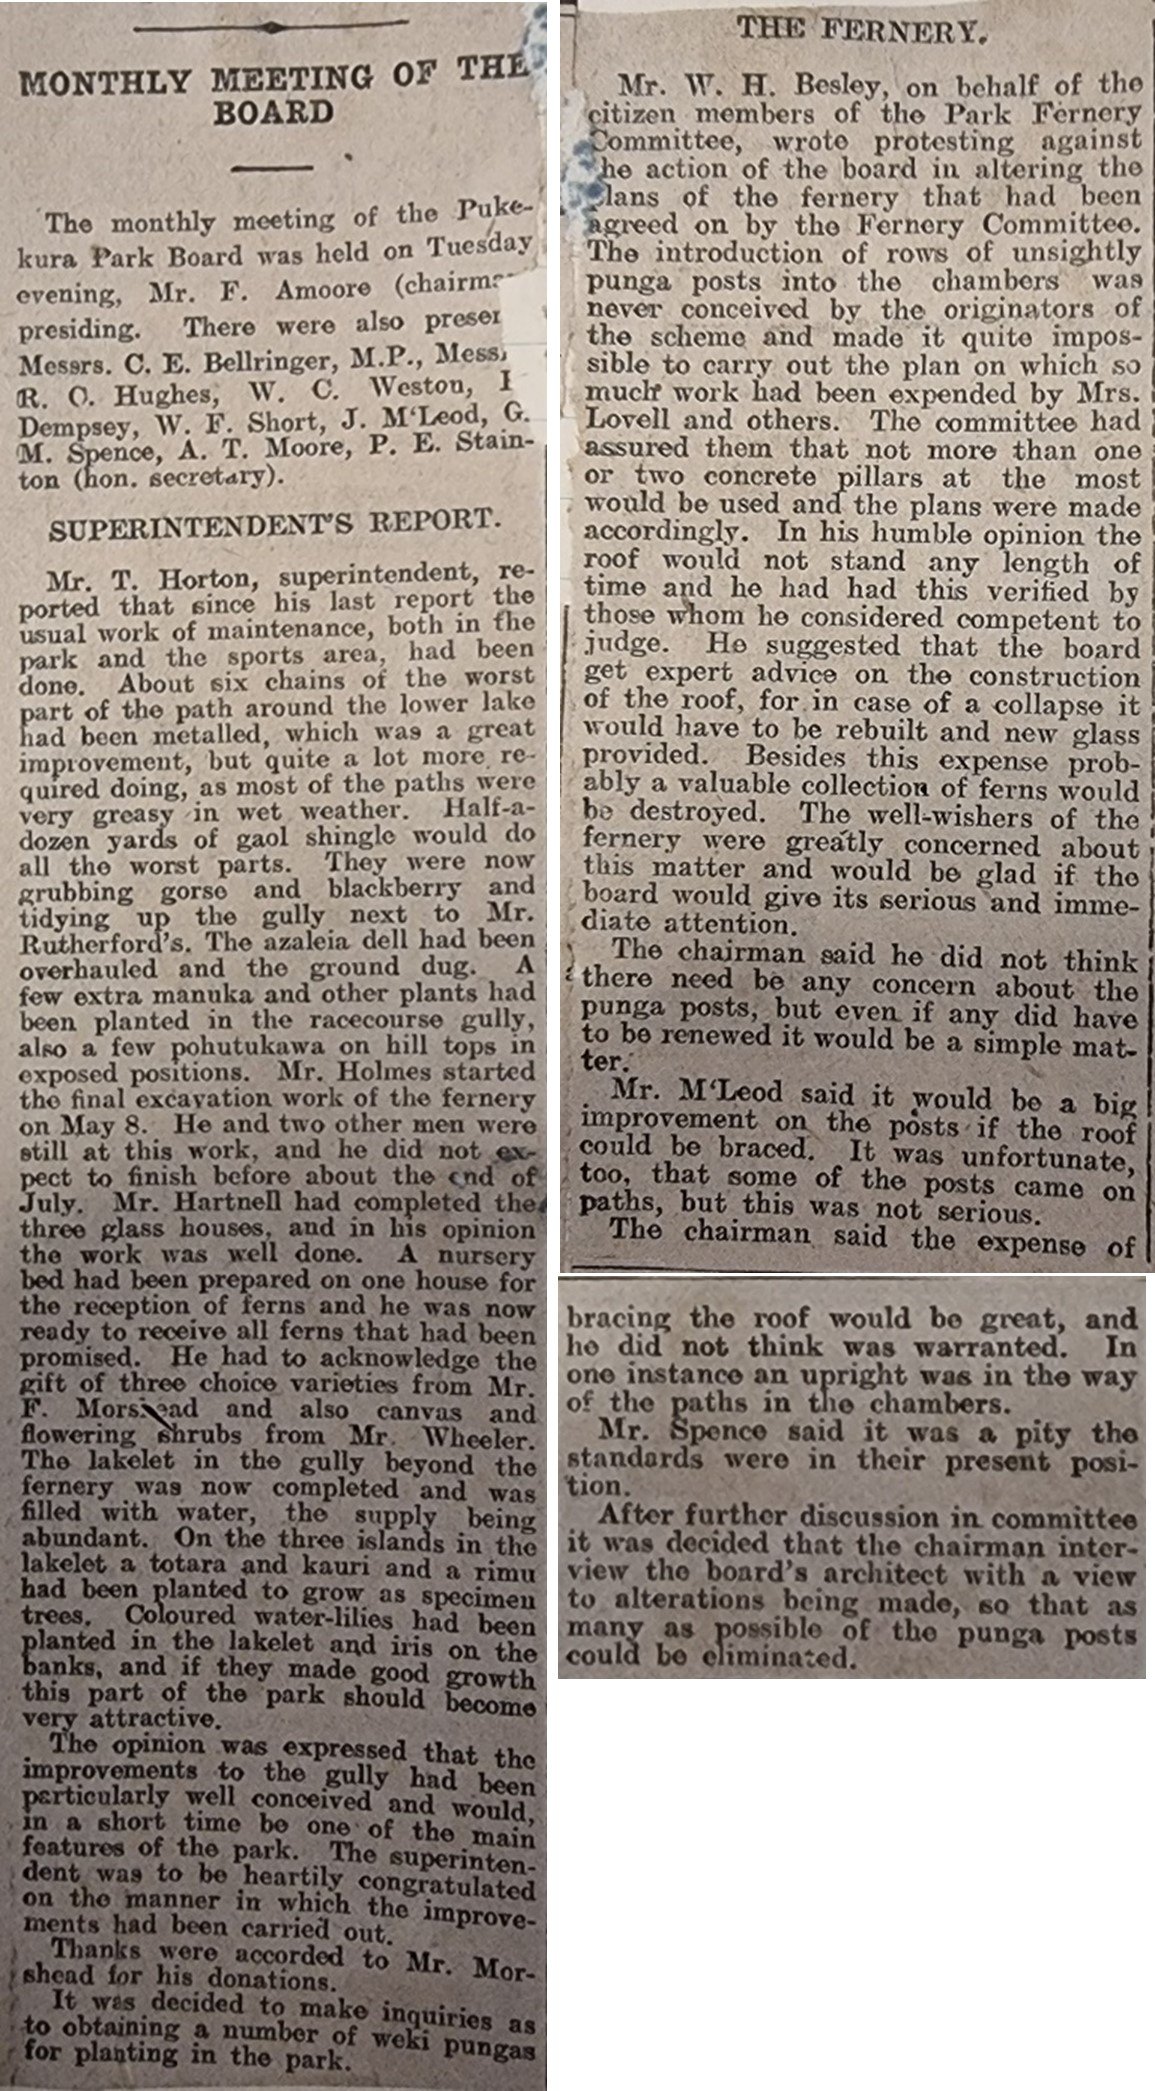 MONTHLY MEETING OF THE
BOARD
The monthly meeting of the Puke-
kura Park Board was held on Tuesday
evening, Mr. F. Amoore (chairma
presiding. There were also preser
Messrs. C. E. Bellringer, M.P., Mess
R. O. Hughes, W. C. Weston,
Dempsey, W. F. Short, J. M'Leod, G.
M. Spence, A. T. Moore, P. E. Stain-
ton (hon. secretary).
SUPERINTENDENT'S REPORT.
Mr. T. Horton, superintendent, re-
ported that since his last report the
usual work of maintenance, both in the
park and the sports area, had been
done. About six chains of the worst
part of the path around the lower lake
had been metalled, which was a great
improvement, but quite a lot more re-
quired doing, as most of the paths were
very greasy in wet weather. Half-a-
dozen yards of gaol shingle would do
all the worst parts. They were now
grubbing gorse and blackberry and
tidying up the gully next to Mr.
Rutherford's. The azaleia dell had been
overhauled and the ground dug. A
few extra manuka and other plants had
been planted in the racecourse gully,
also a few pohutukawa on hill tops in
exposed positions. Mr. Holmes started
the final excavation work of the fernery
on May 8. He and two other men were
still at this work, and he did not ex-
pect to finish before about the end of
July. Mr. Hartnell had completed the
three glass houses, and in his opinion
the work was well done. A nursery
bed had been prepared on one house for
the reception of ferns and he was now
ready to receive all ferns that had been
promised. He had to acknowledge the
gift of three choice varieties from Mr.
F. Morshead and also canvas and
flowering shrubs from Mr. Wheeler.
The lakelet in the gully beyond the
fernery was now completed and was
filled with water, the supply being
abundant. On the three islands in the
lakelet a totara and kauri and a rimu
had been planted to grow as specimen
trees. Coloured water-lilies had been
planted in the lakelet and iris on the
banks, and if they made good growth
this part of the park should become
very attractive.
The opinion was expressed that the
improvements to the gully had been
particularly well conceived and would,
in a short time be one of the main
features of the park. The superinten-
dent was to be heartily congratulated
on the manner in which the improve-
ments had been carried out.
Thanks were accorded to Mr. Mor-
shead for his donations.
It was decided to make inquiries as
to obtaining a number of weki pungas
for planting in the park.
THE FERNERY.
Mr. W. H. Besley, on behalf of the
citizen members of the Park Fernery
Committee, wrote protesting against
he action of the board in altering the
plans of the fernery that had been
agreed on by the Fernery Committee.
The introduction of rows of unsightly
punga posts into the chambers was
never conceived by the originators of
the scheme and made it quite impos-
sible to carry out the plan on which so
much work had been expended by Mrs.
Lovell and others. The committee had
assured them that not more than one
or two concrete pillars at the most
would be used and the plans were made
accordingly. In his humble opinion the
roof would not stand any length of
time and he had had this verified by
those whom he considered competent to
judge. He suggested that the board
get expert advice on the construction
of the roof, for in case of a collapse it
would have to be rebuilt and new glass
provided. Besides this expense prob-
ably a valuable collection of ferns would
be destroyed. The well-wishers of the
fernery were greatly concerned about
this matter and would be glad if the
board would give its serious and imme-
diate attention.
The chairman said he did not think
there need be any concern about the
punga posts, but even if any did have
to be renewed it would be a simple mat-
ter.
Mr. M'Leod said it would be a big
improvement on the posts if the roof
could be braced. It was unfortunate,
too, that some of the posts came on
paths, but this was not serious.
The chairman said the expense of
bracing the roof would be great, and
he did not think was warranted. In
one instance an upright was in the way
of the paths in the chambers.
Mr. Spence said it was a pity the
standards were in their present posi-
tion.
After further discussion in committee
it was decided that the chairman inter-
view the board's architect with a view
to alterations being made, so that as
many as possible of the punga posts
could be eliminated.